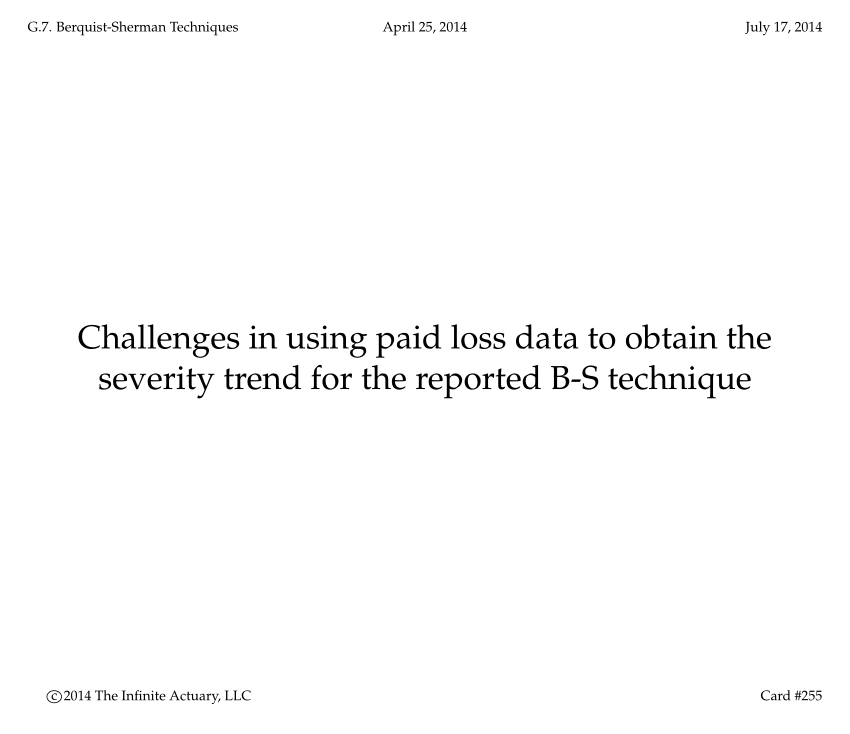 G.7. Berquist-Sherman Techniques April 25, 2014 July 17, 2014
Challenges in using paid loss data to obtain the
severity trend for the reported B-S technique
©2014 The Infinite Actuary, LLC Card #255